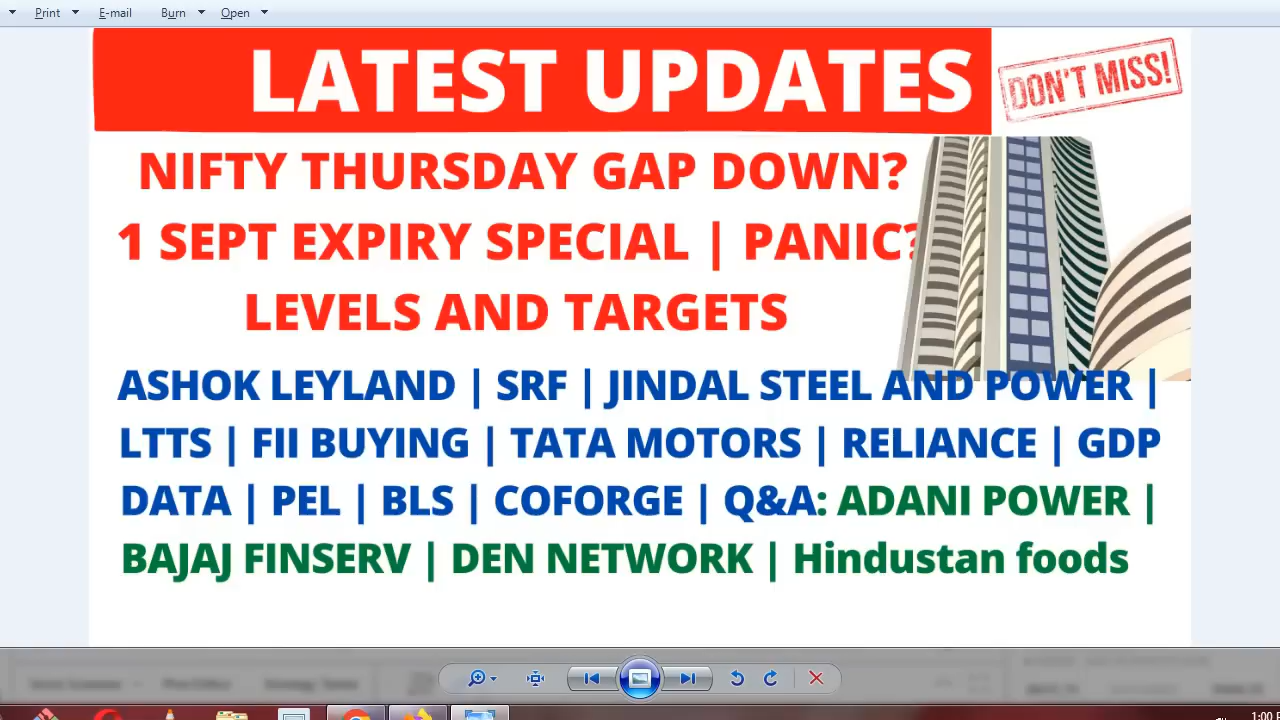 Print E-mail Burn Open
LATEST UPDATES
DON'T MISS!
NIFTY THURSDAY GAP DOWN?
1 SEPT EXPIRY SPECIAL | PANIC?
LEVELS AND TARGETS
ASHOK LEYLAND | SRF | JINDAL STEEL AND POWER |
LTTS | FII BUYING | TATA MOTORS | RELIANCE | GDP
DATA | PEL | BLS | COFORGE | Q&A: ADANI POWER |
BAJAJ FINSERV | DEN NETWORK | Hindustan foods
1:00